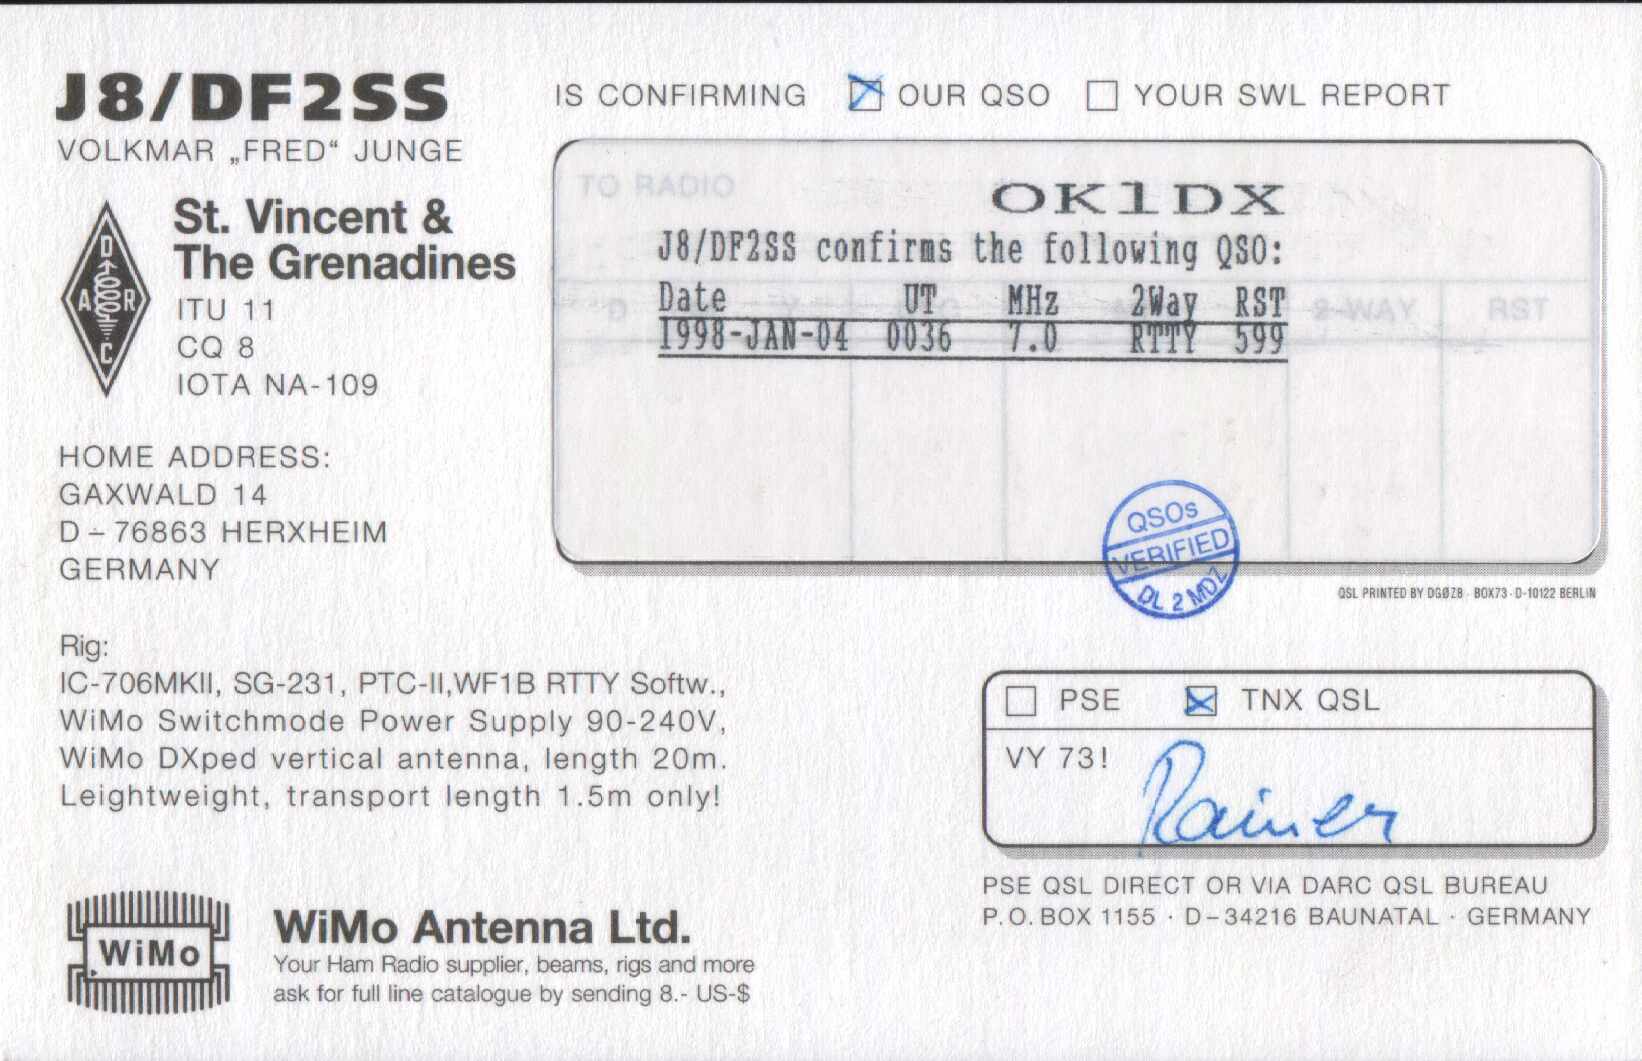 J8/DF2SS
VOLKMAR „FRED“ JUNGE
IS CONFIRMING OUR QSO YOUR SWL REPORT
St. Vincent &
The Grenadines
ITU 11
CQ 8
IOTA NA-109
D
A R
C
HOME ADDRESS:
GAXWALD 14
D – 76863 HERXHEIM
GERMANY
TO RADIO
OK1DX
J8/DF2SS confirms the following QSO:
Date UT MHz 2Way RST
1998-JAN-04 0036 7.0 RTTY 599
2-WAY RST
QSOs
VERIFIED
DL 2 MDZ
QSL PRINTED BY DGØZB · BOX73 · D-10122 BERLIN
Rig:
IC-706MKII, SG-231, PTC-II,WF1B RTTY Softw.,
WiMo Switchmode Power Supply 90-240V,
WiMo DXped vertical antenna, length 20m.
Leightweight, transport length 1.5m only!
PSE TNX QSL
VY 73!
Rainer
PSE QSL DIRECT OR VIA DARC QSL BUREAU
P.O. BOX 1155 · D–34216 BAUNATAL · GERMANY
WiMo
WiMo Antenna Ltd.
Your Ham Radio supplier, beams, rigs and more
ask for full line catalogue by sending 8.- US-$